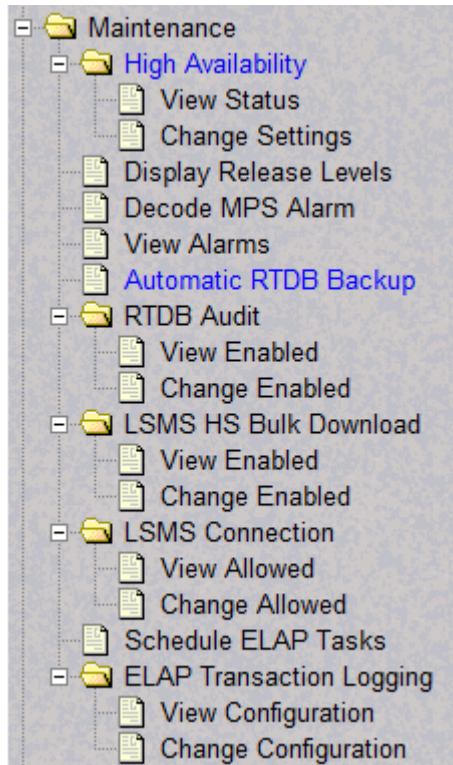 Maintenance
High Availability
View Status
Change Settings
Display Release Levels
Decode MPS Alarm
View Alarms
Automatic RTDB Backup
RTDB Audit
View Enabled
Change Enabled
LSMS HS Bulk Download
View Enabled
Change Enabled
LSMS Connection
View Allowed
Change Allowed
Schedule ELAP Tasks
ELAP Transaction Logging
View Configuration
Change Configuration